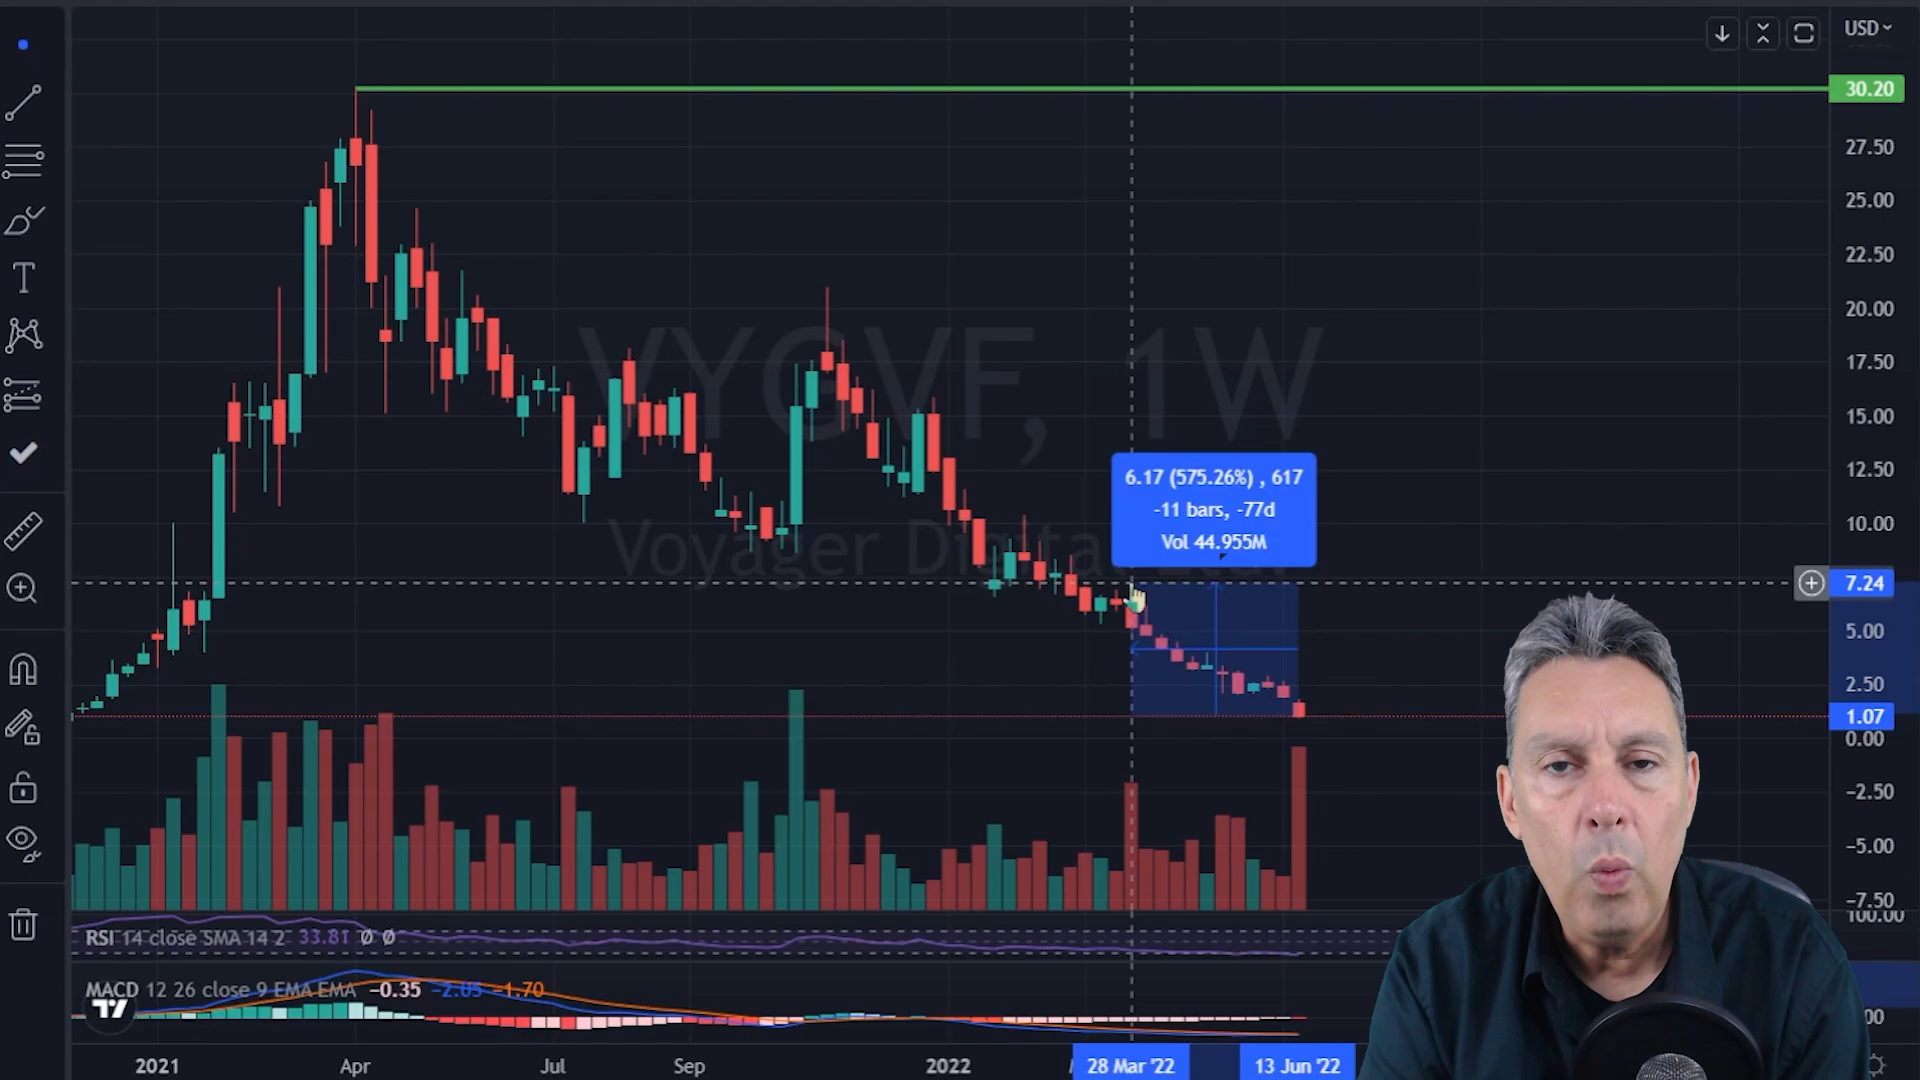 USD
30.20
27.50
25.00
22.50
20.00
17.50
15.00
12.50
10.00
7.24
5.00
2.50
1.07
0.00
−2.50
−5.00
−7.50
100.00
VYGVF, 1W
Voyager Digital Ltd.
6.17 (575.26%) , 617
-11 bars, -77d
Vol 44.955M
T
RSI 14 close SMA 14 2 33.81 Ø Ø
MACD 12 26 close 9 EMA EMA −0.35 −2.05 −1.70
2021 Apr Jul Sep 2022 28 Mar '22 13 Jun '22